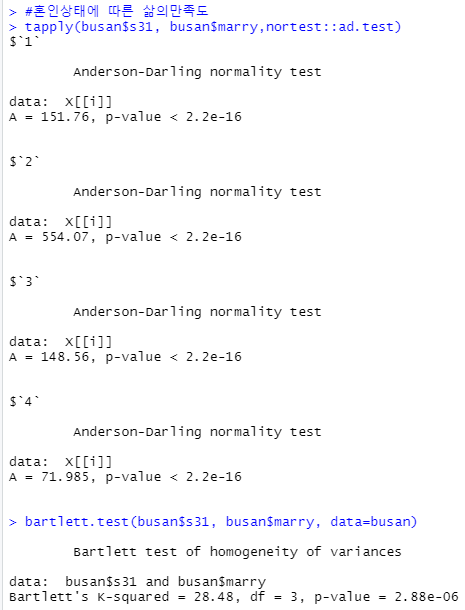 > #혼인상태에 따른 삶의만족도
> tapply(busan$s31, busan$marry,nortest::ad.test)
$`1`
Anderson-Darling normality test
data:  X[[i]]
A = 151.76, p-value < 2.2e-16
$`2`
Anderson-Darling normality test
data:  X[[i]]
A = 554.07, p-value < 2.2e-16
$`3`
Anderson-Darling normality test
data:  X[[i]]
A = 148.56, p-value < 2.2e-16
$`4`
Anderson-Darling normality test
data:  X[[i]]
A = 71.985, p-value < 2.2e-16
> bartlett.test(busan$s31, busan$marry, data=busan)
Bartlett test of homogeneity of variances
data:  busan$s31 and busan$marry
Bartlett's K-squared = 28.48, df = 3, p-value = 2.88e-06